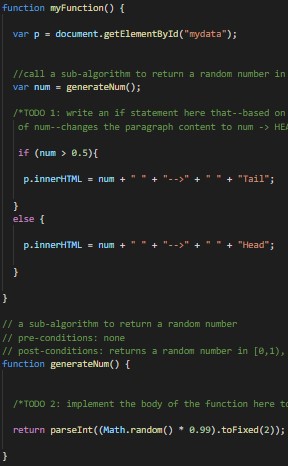 function myFunction() {
var p = document.getElementById("mydata");
//call a sub-algorithm to return a random number in
var num = generateNum();
/*TODO 1: write an if statement here that--based on
of num--changes the paragraph content to num -> HEA
if (num > 0.5){
p.innerHTML = num + " " + "-->" + " " + "Tail";
}
else {
p.innerHTML = num + " " + "-->" + " " + "Head";
}
}
// a sub-algorithm to return a random number
// pre-conditions: none
// post-conditions: returns a random number in [0,1),
function generateNum() {
/*TODO 2: implement the body of the function here to
return parseInt((Math.random() * 0.99).toFixed(2));
}